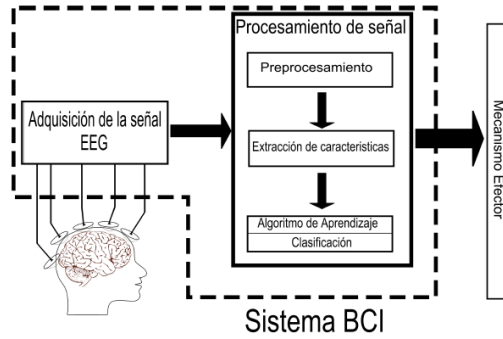 Procesamiento de señal
Preprocesamiento
Adquisición de la señal
EEG
Extracción de caracteristicas
Algoritmo de Aprendizaje
Clasificación
Mecanismo Efector
Sistema BCI